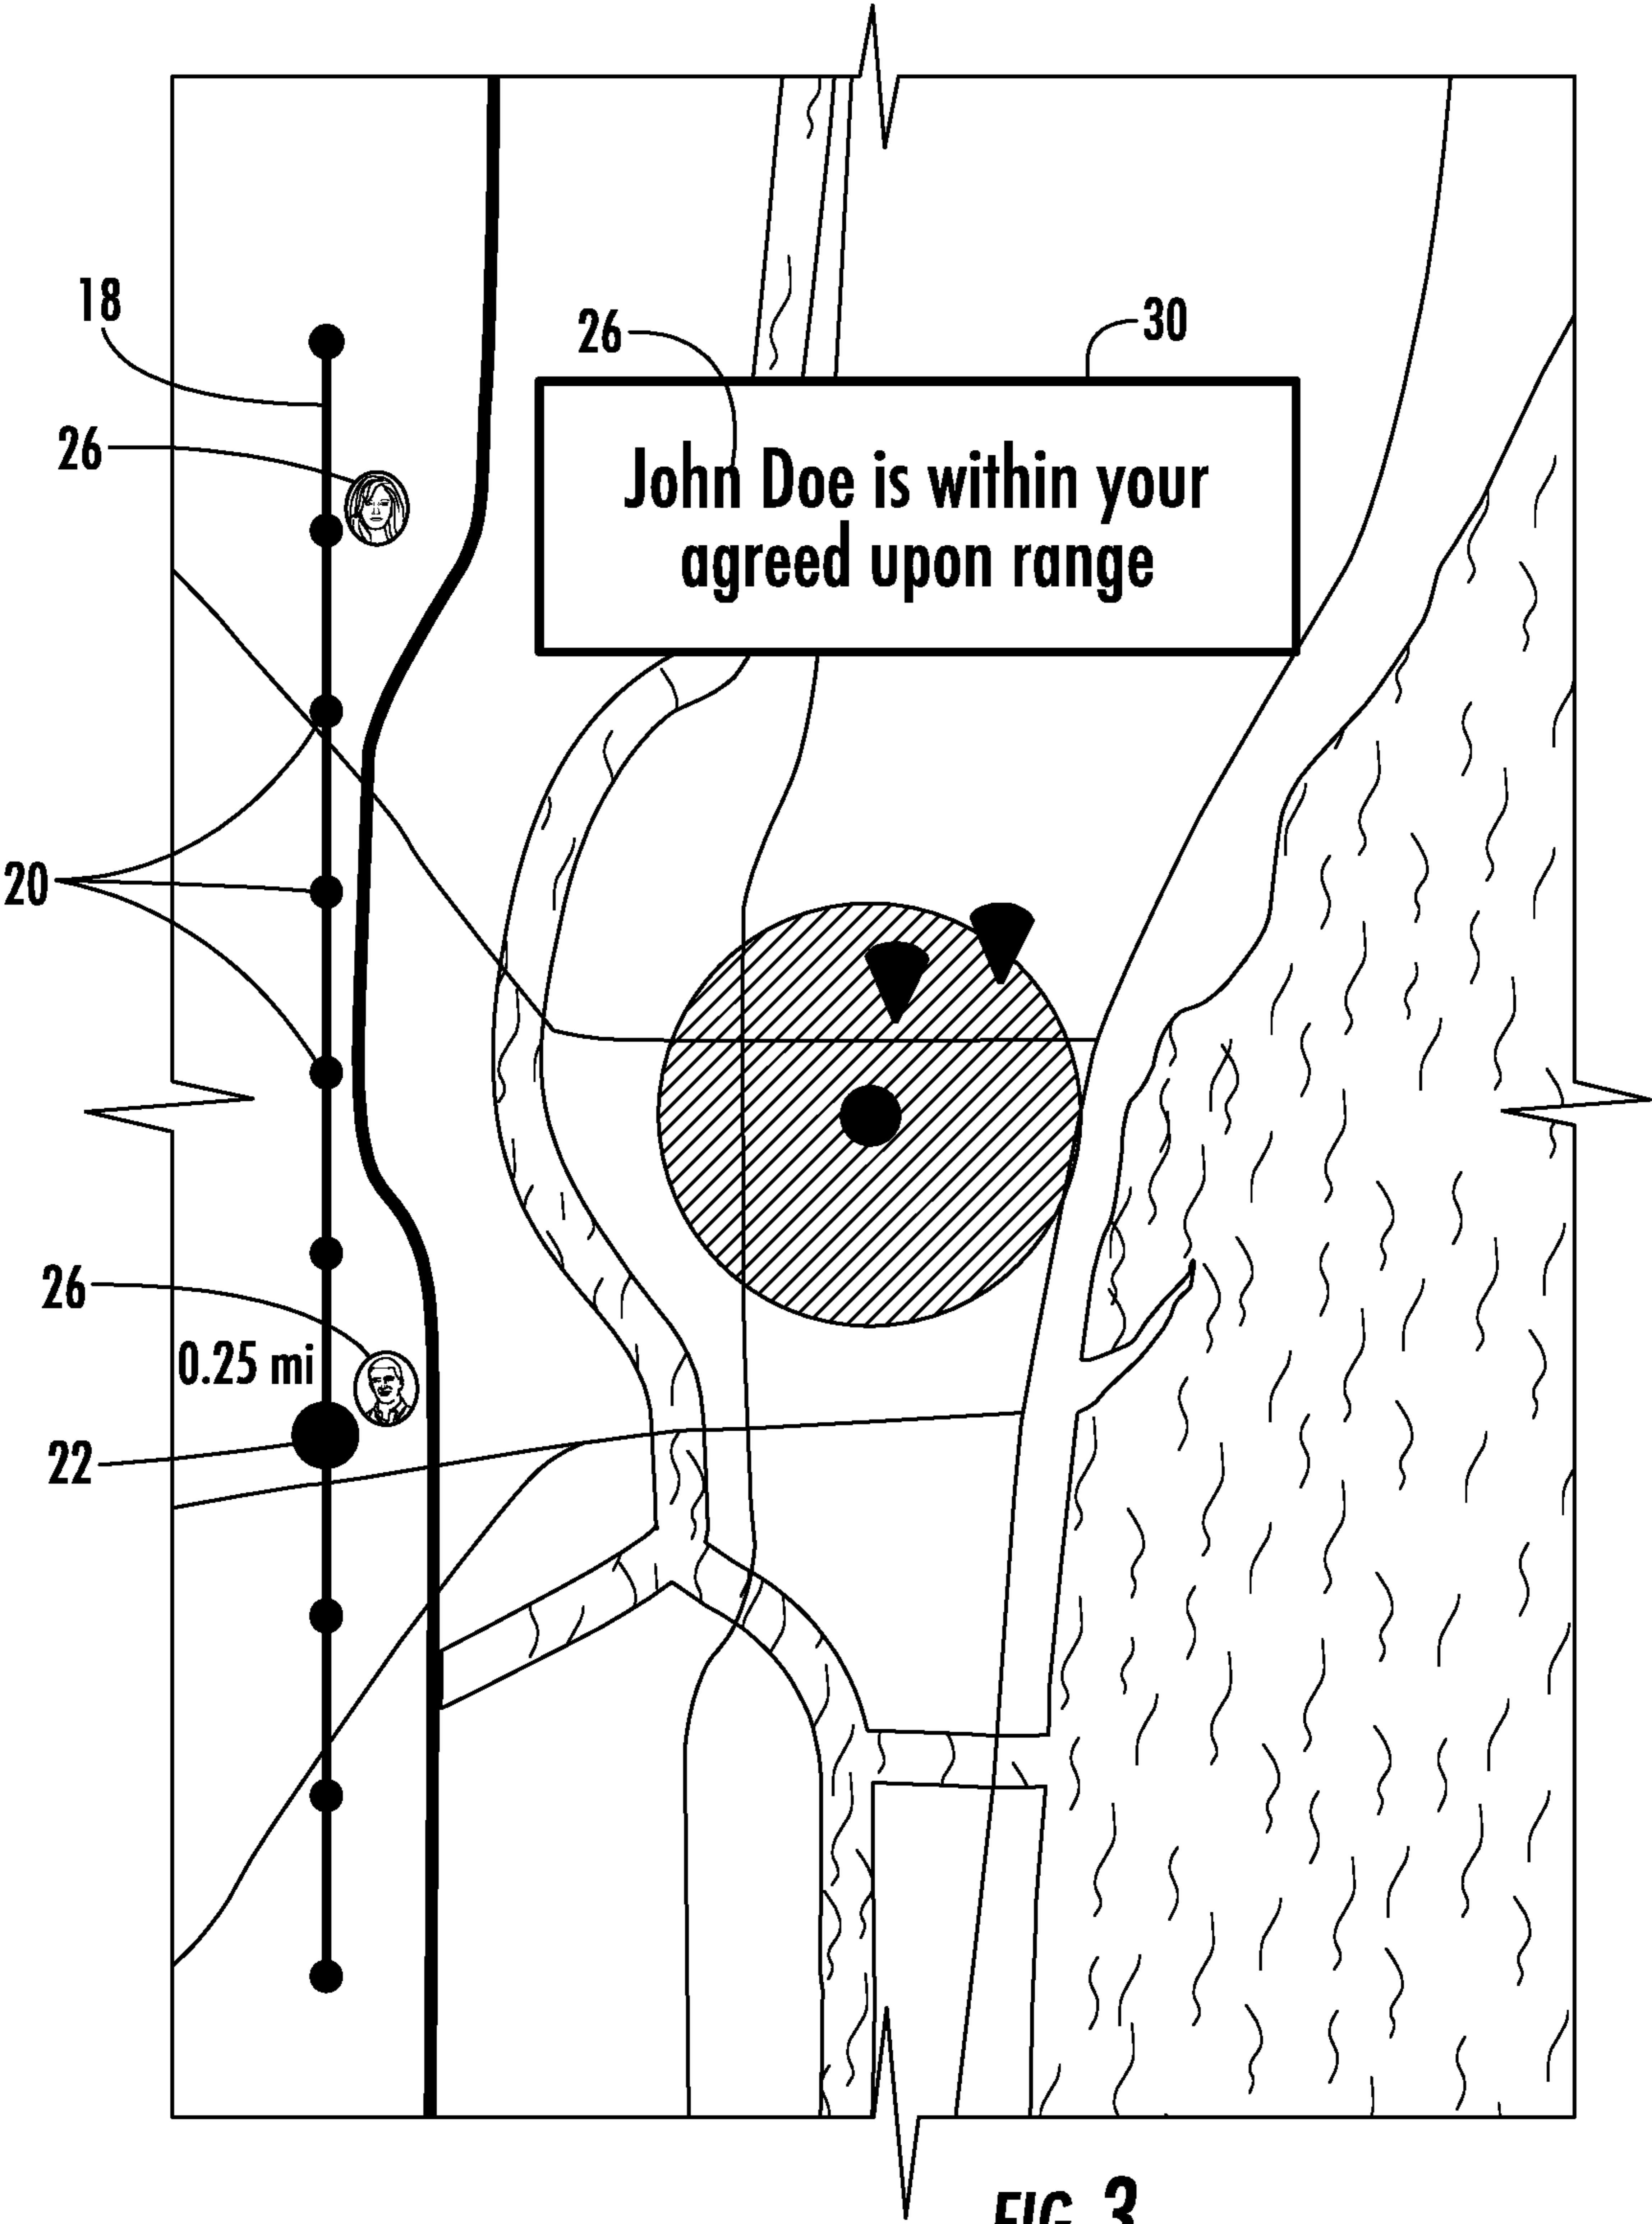 18
26
30
26
John Doe is within your
agreed upon range
20
26
0.25 mi
22
FIG. 3